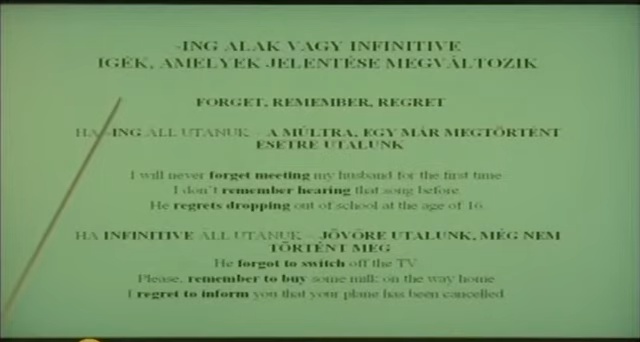 -ING ALAK VAGY INFINITIVE
IGÉK, AMELYEK JELENTÉSE MEGVÁLTOZIK
FORGET, REMEMBER, REGRET
HA -ING ÁLL UTÁNUK – A MÚLTRA, EGY MÁR MEGTÖRTÉNT
ESETRE UTALUNK
I will never forget meeting my husband for the first time
I don't remember hearing that song before
He regrets dropping out of school at the age of 16
HA INFINITIVE ÁLL UTÁNUK – JÖVŐRE UTALUNK, MÉG NEM
TÖRTÉNT MEG
He forgot to switch off the TV
Please, remember to buy some milk on the way home
I regret to inform you that your plane has been cancelled